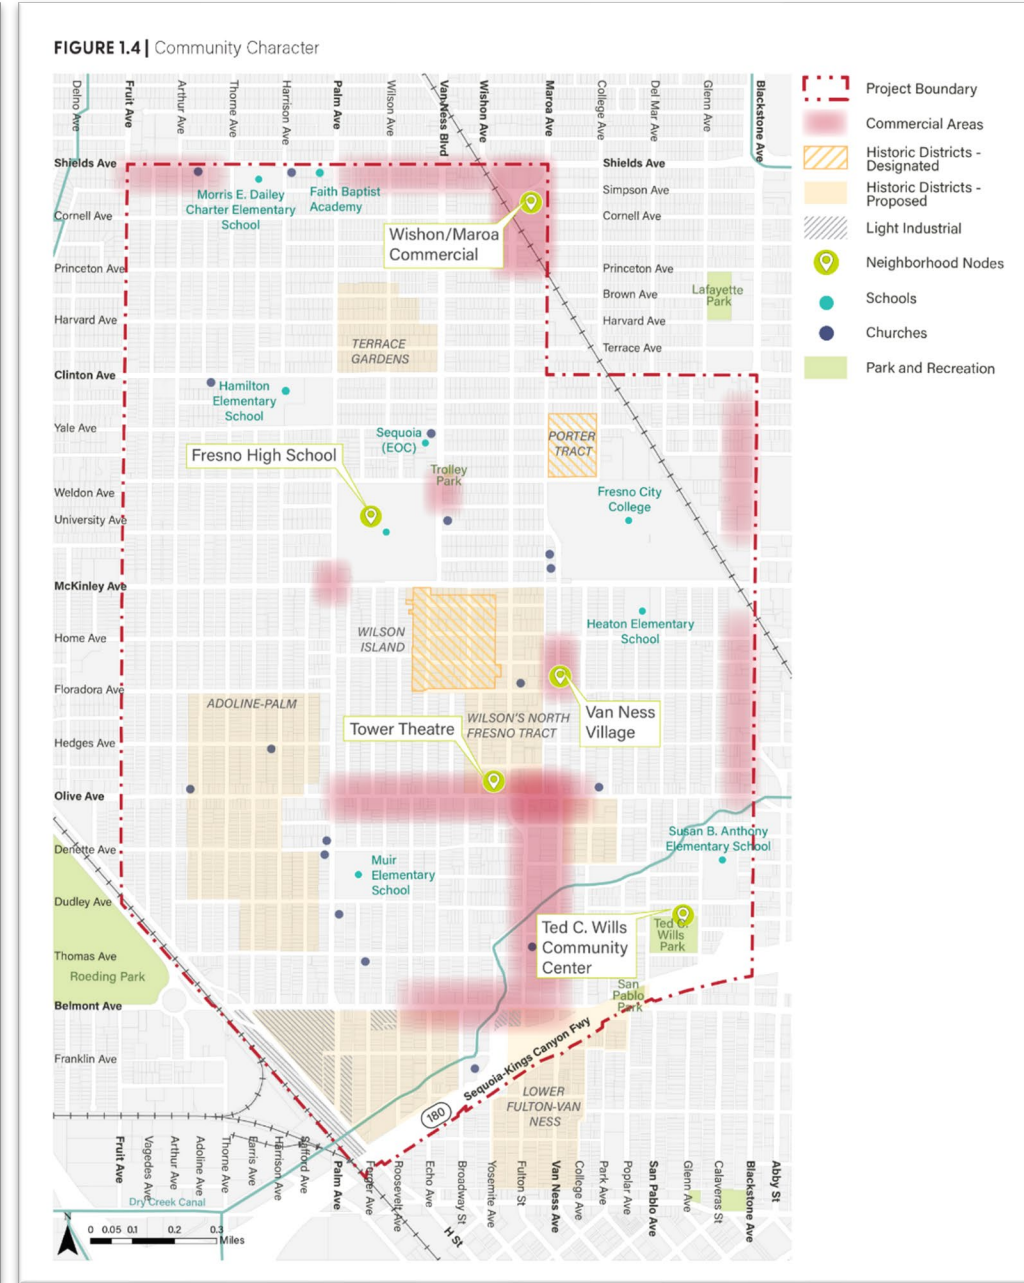 FIGURE 1.4 | Community Character
Delno Ave
Fruit Ave
Arthur Ave
Thorne Ave
Harrison Ave
Palm Ave
Wilson Ave
Van Ness Blvd
Wishon Ave
Maroa Ave
College Ave
Del Mar Ave
Glenn Ave
Blackstone Ave
Project Boundary
Commercial Areas
Historic Districts -
Designated
Historic Districts -
Proposed
Light Industrial
Neighborhood Nodes
Schools
Churches
Park and Recreation
Shields Ave
Cornell Ave
Princeton Ave
Harvard Ave
Clinton Ave
Yale Ave
Weldon Ave
University Ave
McKinley Ave
Home Ave
Floradora Ave
Hedges Ave
Olive Ave
Denette Ave
Dudley Ave
Thomas Ave
Belmont Ave
Franklin Ave
Shields Ave
Simpson Ave
Cornell Ave
Princeton Ave
Brown Ave
Harvard Ave
Terrace Ave
Lafayette
Park
Morris E. Dailey
Charter Elementary
School
Faith Baptist
Academy
Wishon/Maroa
Commercial
TERRACE
GARDENS
Hamilton
Elementary
School
Sequoia
(EOC)
Trolley
Park
Fresno High School
PORTER
TRACT
Fresno City
College
WILSON
ISLAND
Heaton Elementary
School
ADOLINE-PALM
WILSON'S NORTH
FRESNO TRACT
Van Ness
Village
Tower Theatre
Muir
Elementary
School
Susan B. Anthony
Elementary School
Ted C. Wills
Community
Center
Ted C.
Wills
Park
San
Pablo
Park
Roeding Park
Sequoia-Kings Canyon Fwy
180
LOWER
FULTON-VAN
NESS
Fruit Ave
Vagedes Ave
Arthur Ave
Adoline Ave
Thorne Ave
Harris Ave
Harrison Ave
Safford Ave
Palm Ave
Ferger Ave
Roosevelt Ave
Echo Ave
Broadway St
Yosemite Ave
Fulton St
Van Ness Ave
College Ave
Park Ave
Poplar Ave
San Pablo Ave
Glenn Ave
Calaveras St
Blackstone Ave
Abby St
H St
Dry Creek Canal
N
0 0.05 0.1 0.2 0.3
Miles